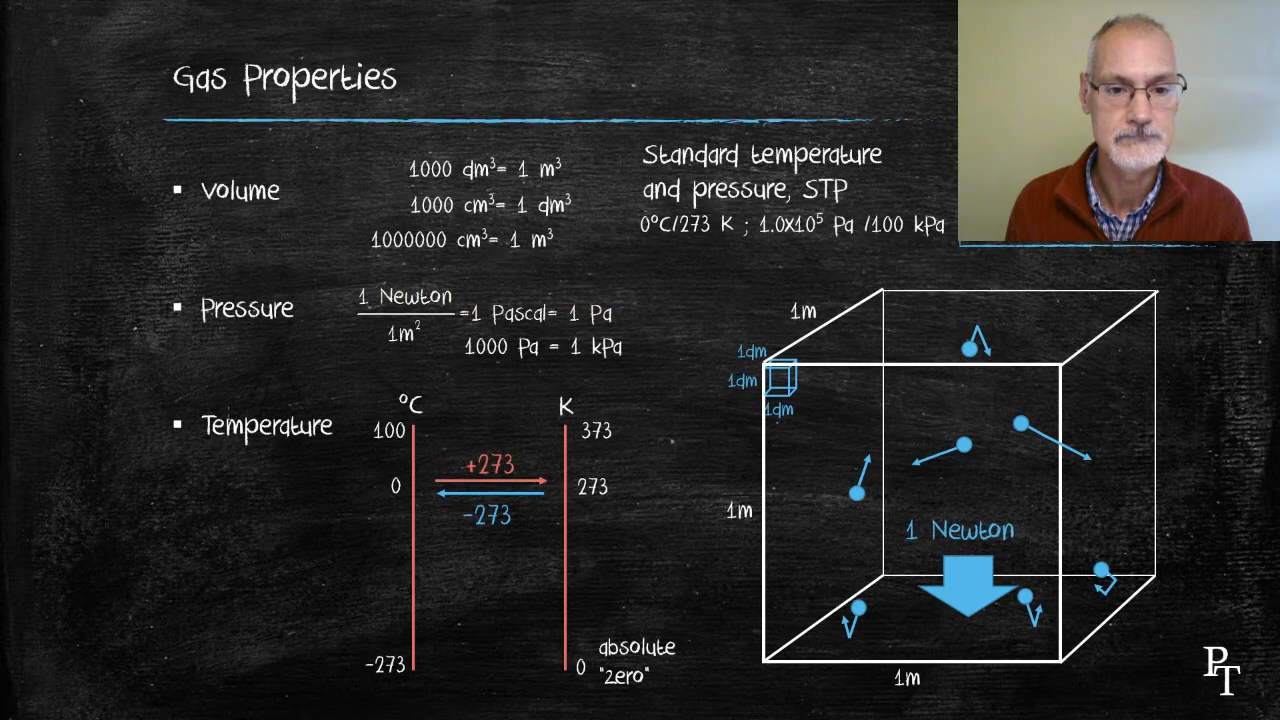 Gas Properties
▪ Volume
1000 dm³= 1 m³
1000 cm³= 1 dm³
1000000 cm³= 1 m³
Standard temperature
and pressure, STP
0°C/273 K ; 1.0x10⁵ Pa /100 kPa
▪ Pressure
1 Newton
1m²
=1 Pascal= 1 Pa
1000 Pa = 1 kPa
▪ Temperature
°C
K
100
373
+273
0
273
-273
-273
0
absolute
"zero"
1m
1dm
1dm
1dm
1m
1 Newton
1m
PT